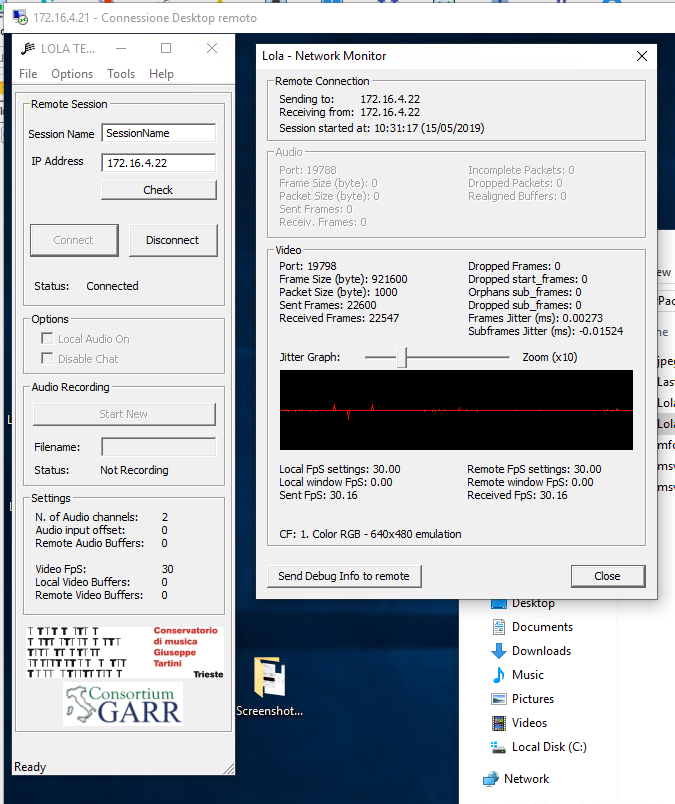 172.16.4.21 - Connessione Desktop remoto
LOLA TE...
File Options Tools Help
Remote Session
Session Name SessionName
IP Address 172.16.4.22
Check
Connect Disconnect
Status: Connected
Options
Local Audio On
Disable Chat
Audio Recording
Start New
Filename:
Status: Not Recording
Settings
N. of Audio channels: 2
Audio input offset: 0
Remote Audio Buffers: 0
Video FpS: 30
Local Video Buffers: 0
Remote Video Buffers: 0
Conservatorio
di musica
Giuseppe
Tartini
Trieste
Consortium
GARR
Ready
Lola - Network Monitor
Remote Connection
Sending to: 172.16.4.22
Receiving from: 172.16.4.22
Session started at: 10:31:17 (15/05/2019)
Audio
Port: 19788
Frame Size (byte): 0
Packet Size (byte): 0
Sent Frames: 0
Receiv. Frames: 0
Incomplete Packets: 0
Dropped Packets: 0
Realigned Buffers: 0
Video
Port: 19798
Frame Size (byte): 921600
Packet Size (byte): 1000
Sent Frames: 22600
Received Frames: 22547
Dropped Frames: 0
Dropped start_frames: 0
Orphans sub_frames: 0
Dropped sub_frames: 0
Frames Jitter (ms): 0.00273
Subframes Jitter (ms): -0.01524
Jitter Graph: Zoom (x10)
Local FpS settings: 30.00
Local window FpS: 0.00
Sent FpS: 30.16
Remote FpS settings: 30.00
Remote window FpS: 0.00
Received FpS: 30.16
CF: 1. Color RGB - 640x480 emulation
Send Debug Info to remote Close
Screenshot...
Desktop
Documents
Downloads
Music
Pictures
Videos
Local Disk (C:)
Network